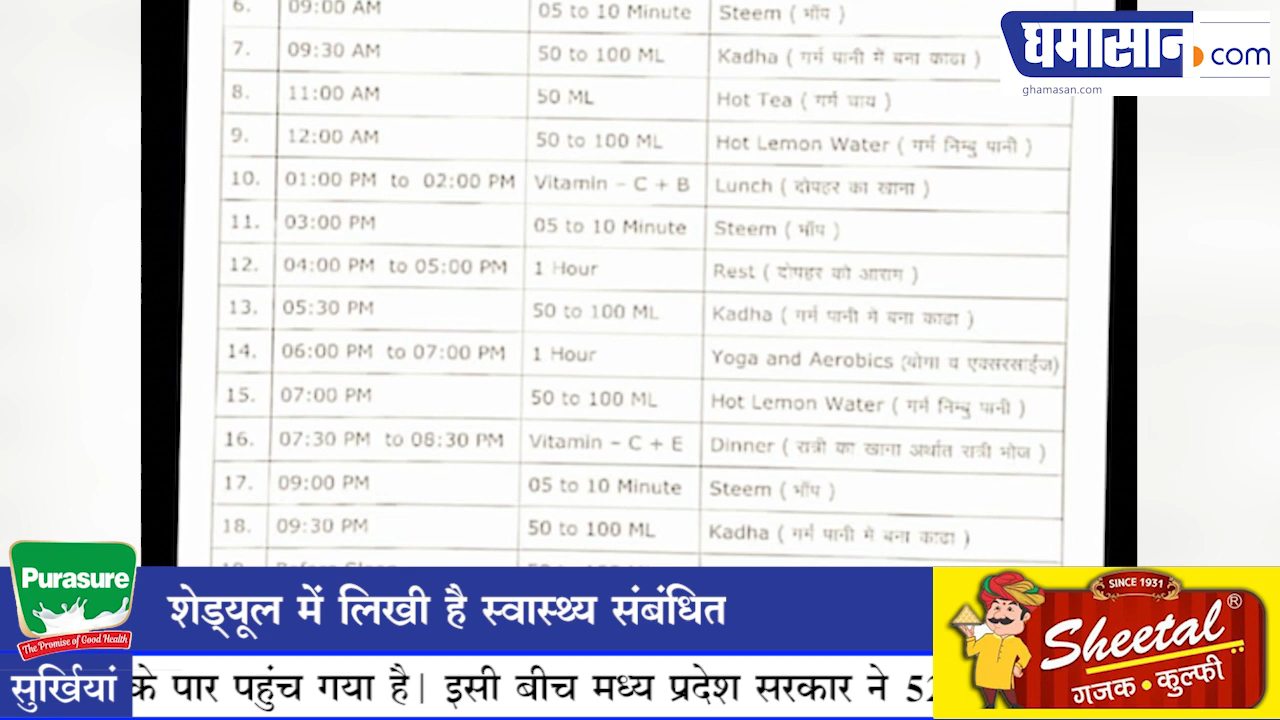 6. 09:00 AM 05 to 10 Minute Steem ( भाँप )
7. 09:30 AM 50 to 100 ML Kadha ( गर्म पानी में बना काढा )
8. 11:00 AM 50 ML Hot Tea ( गर्म चाय )
9. 12:00 AM 50 to 100 ML Hot Lemon Water ( गर्म निम्बु पानी )
10. 01:00 PM to 02:00 PM Vitamin – C + B Lunch ( दोपहर का खाना )
11. 03:00 PM 05 to 10 Minute Steem ( भाँप )
12. 04:00 PM to 05:00 PM 1 Hour Rest ( दोपहर को आराम )
13. 05:30 PM 50 to 100 ML Kadha ( गर्म पानी में बना काढा )
14. 06:00 PM to 07:00 PM 1 Hour Yoga and Aerobics (योगा व एक्सरसाईज)
15. 07:00 PM 50 to 100 ML Hot Lemon Water ( गर्म निम्बु पानी )
16. 07:30 PM to 08:30 PM Vitamin – C + E Dinner ( रात्री का खाना अर्थात रात्री भोज )
17. 09:00 PM 05 to 10 Minute Steem ( भाँप )
18. 09:30 PM 50 to 100 ML Kadha ( गर्म पानी में बना काढा )
घमासान.com
ghamasan.com
Purasure
The Promise of Good Health
शेड्यूल में लिखी है स्वास्थ्य संबंधित
SINCE 1931
Sheetal ®
गजक • कुल्फी
सुर्खियां के पार पहुंच गया है| इसी बीच मध्य प्रदेश सरकार ने 52